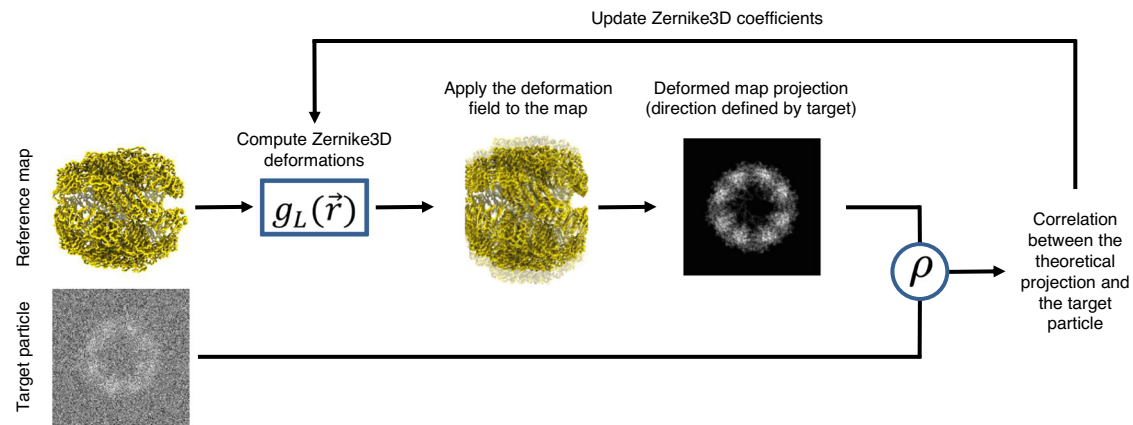 Update Zernike3D coefficients
Apply the deformation
field to the map
Deformed map projection
(direction defined by target)
Compute Zernike3D
deformations
Reference map
g_L(\vec{r})
ρ
Correlation
between the
theoretical
projection and
the target
particle
Target particle